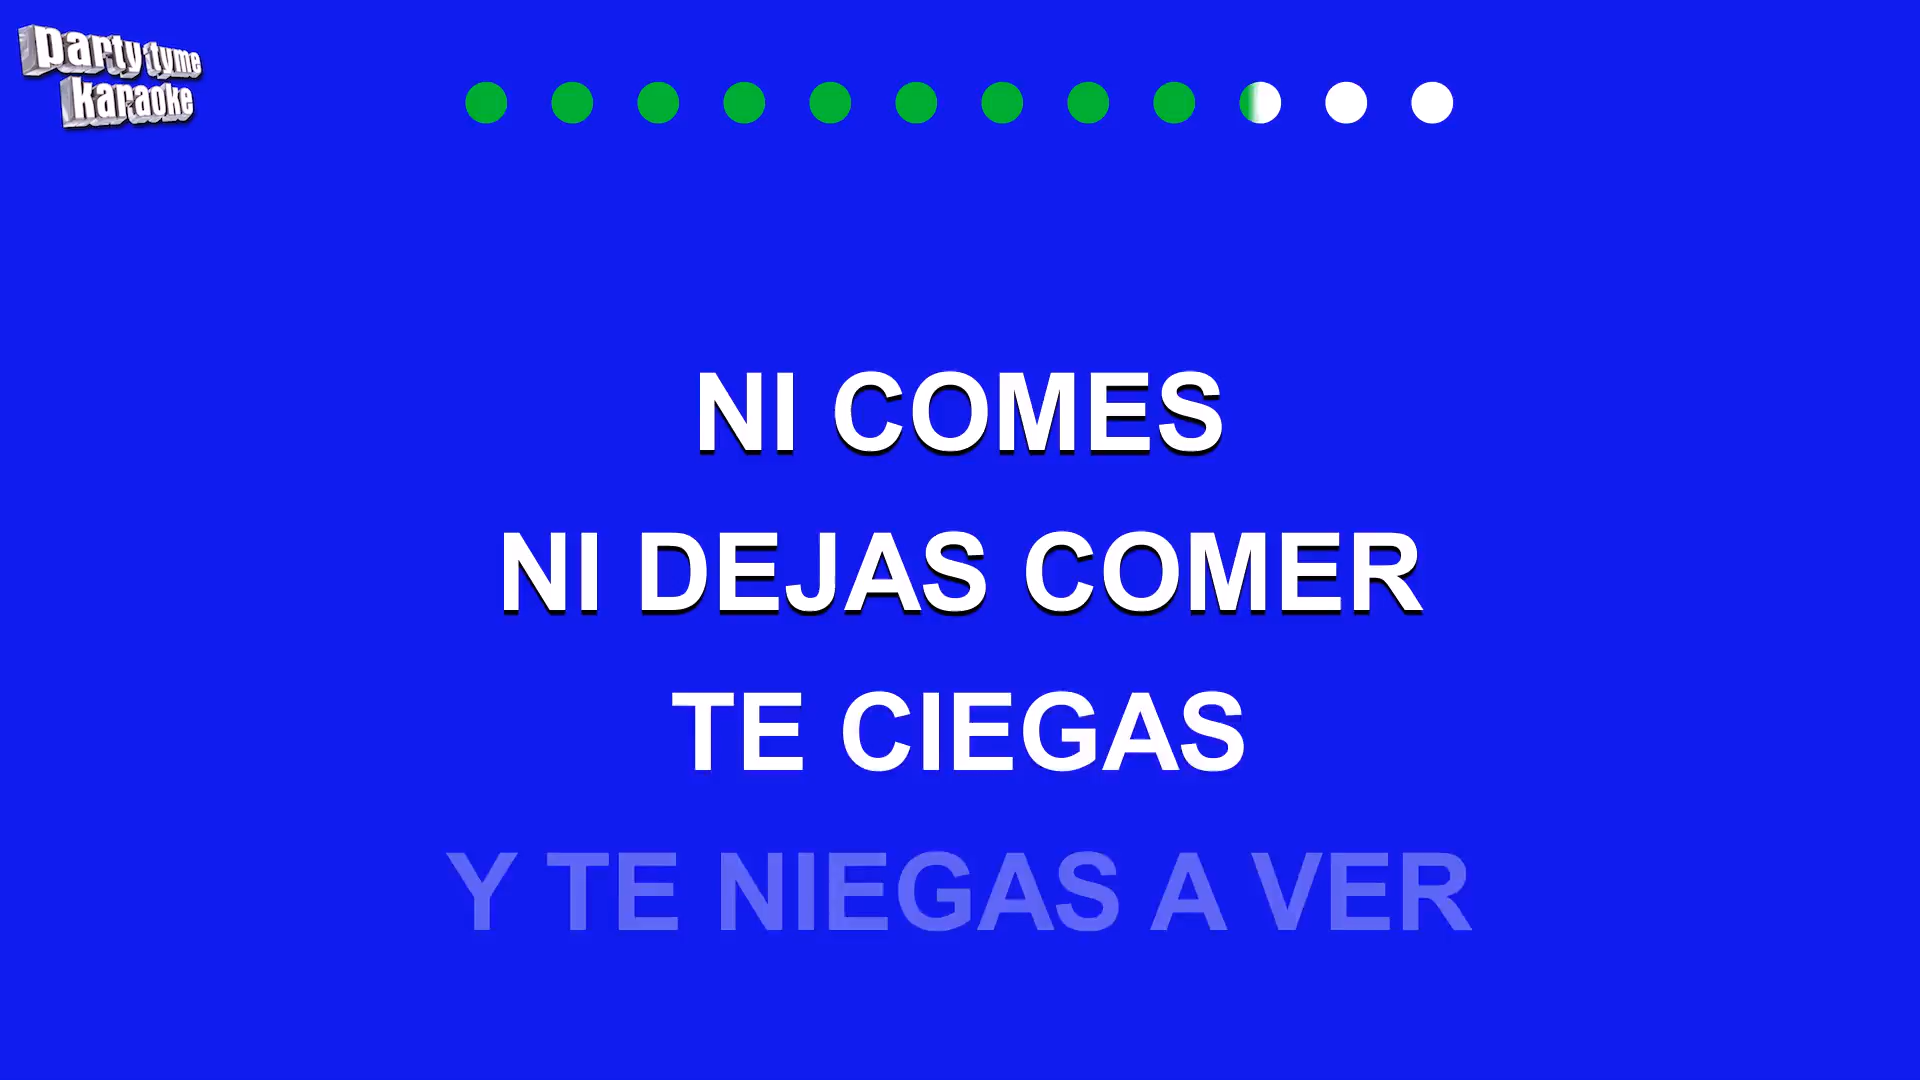 party tyme
karaoke
NI COMES
NI DEJAS COMER
TE CIEGAS
Y TE NIEGAS A VER